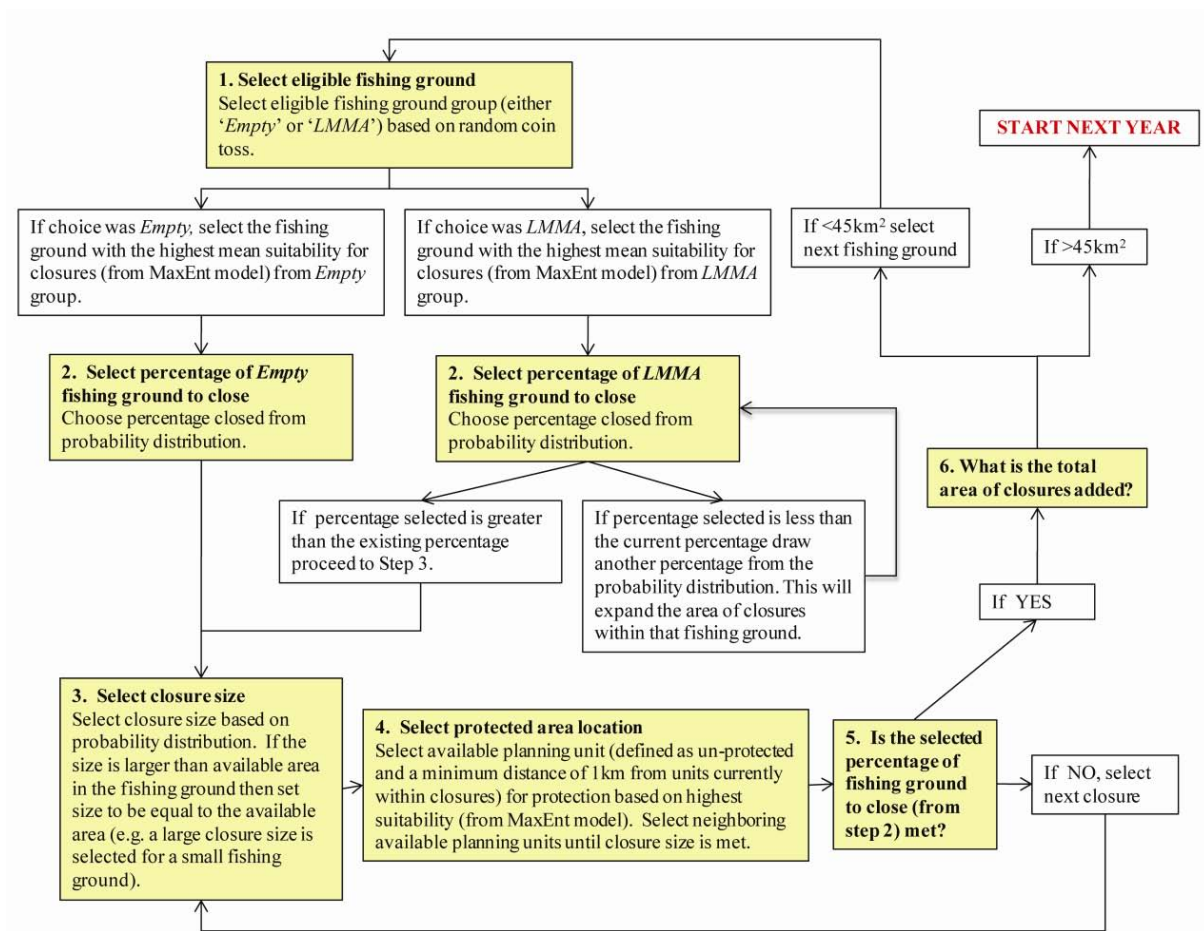 1. Select eligible fishing ground
Select eligible fishing ground group (either
‘Empty’ or ‘LMMA’) based on random coin
toss.
START NEXT YEAR
If choice was Empty, select the fishing
ground with the highest mean suitability for
closures (from MaxEnt model) from Empty
group.
If choice was LMMA, select the fishing
ground with the highest mean suitability for
closures (from MaxEnt model) from LMMA
group.
If <45km² select
next fishing ground
If >45km²
2. Select percentage of Empty
fishing ground to close
Choose percentage closed from
probability distribution.
2. Select percentage of LMMA
fishing ground to close
Choose percentage closed from
probability distribution.
6. What is the total
area of closures added?
If percentage selected is greater
than the existing percentage
proceed to Step 3.
If percentage selected is less than
the current percentage draw
another percentage from the
probability distribution. This will
expand the area of closures
within that fishing ground.
If YES
3. Select closure size
Select closure size based on
probability distribution. If the
size is larger than available area
in the fishing ground then set
size to be equal to the available
area (e.g. a large closure size is
selected for a small fishing
ground).
4. Select protected area location
Select available planning unit (defined as un-protected
and a minimum distance of 1km from units currently
within closures) for protection based on highest
suitability (from MaxEnt model). Select neighboring
available planning units until closure size is met.
5. Is the selected
percentage of
fishing ground
to close (from
step 2) met?
If NO, select
next closure